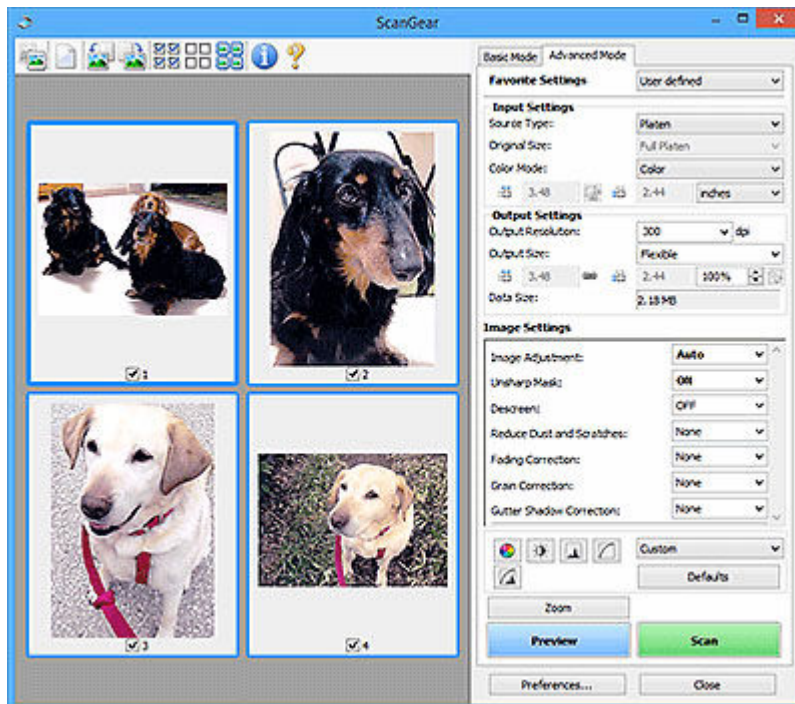 ScanGear
Basic Mode Advanced Mode
Favorite Settings User defined
Input Settings
Source Type: Platen
Original Size: Full Platen
Color Mode: Color
3.48 2.44 inches
Output Settings
Output Resolution: 300 dpi
Output Size: Flexible
3.48 2.44 100%
Data Size: 2.18 MB
Image Settings
Image Adjustment: Auto
Unsharp Mask: ON
Descreen: OFF
Reduce Dust and Scratches: None
Fading Correction: None
Grain Correction: None
Gutter Shadow Correction: None
Custom
Defaults
Zoom
Preview Scan
Preferences... Close
1 2
3 4